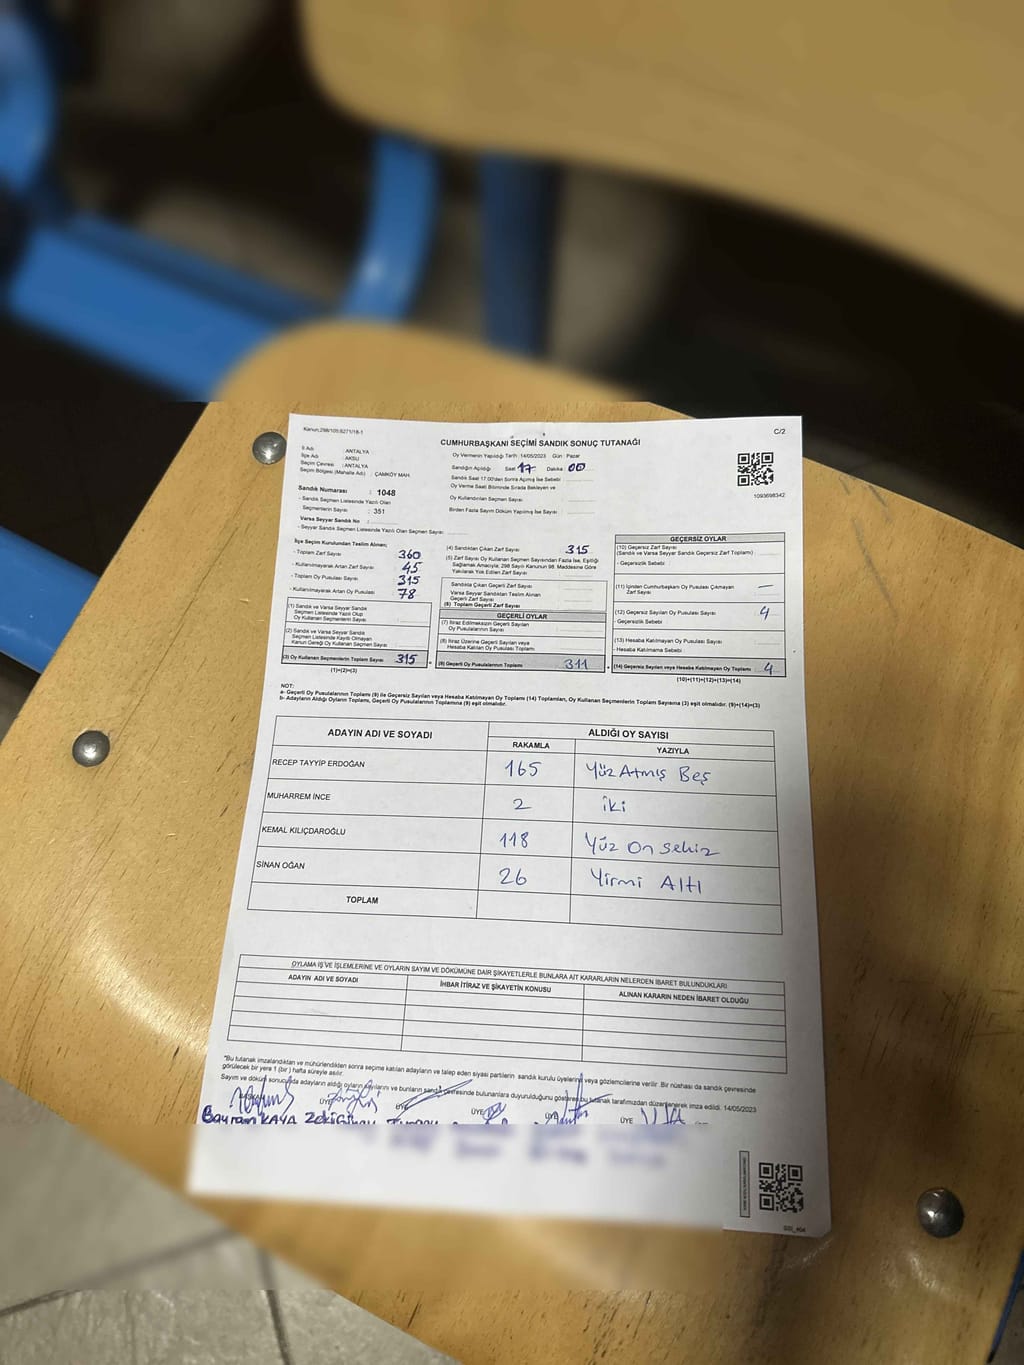 Kanun:298/105;6271/18-1
C/2
CUMHURBAŞKANI SEÇİMİ SANDIK SONUÇ TUTANAĞI
İl Adı : ANTALYA
İlçe Adı : AKSU
Seçim Çevresi : ANTALYA
Seçim Bölgesi (Mahalle Adı) : ÇAMKÖY MAH.
Oy Vermenin Yapıldığı Tarih : 14/05/2023 Gün : Pazar
Sandığın Açıldığı Saat 17 Dakika 00
Sandık Saat 17.00'den Sonra Açılmış İse Sebebi :
Oy Verme Saati Bitiminde Sırada Bekleyen ve
Oy Kullandırılan Seçmen Sayısı :
Birden Fazla Sayım Döküm Yapılmış İse Sayısı :
1093698342
Sandık Numarası : 1048
- Sandık Seçmen Listesinde Yazılı Olan
Seçmenlerin Sayısı : 351
Varsa Seyyar Sandık No :
- Seyyar Sandık Seçmen Listesinde Yazılı Olan Seçmen Sayısı :
İlçe Seçim Kurulundan Teslim Alınan;
- Toplam Zarf Sayısı : 360
- Kullanılmayarak Artan Zarf Sayısı : 45
- Toplam Oy Pusulası Sayısı : 315
- Kullanılmayarak Artan Oy Pusulası : 78
(1) Sandık ve Varsa Seyyar Sandık
Seçmen Listesinde Yazılı Olup
Oy Kullanan Seçmenlerin Sayısı :
(2) Sandık ve Varsa Seyyar Sandık
Seçmen Listesinde Kayıtlı Olmayan
Kanun Gereği Oy Kullanan Seçmen Sayısı :
(3) Oy Kullanan Seçmenlerin Toplam Sayısı : 315
(1)+(2)=(3)
(4) Sandıktan Çıkan Zarf Sayısı : 315
(5) Zarf Sayısı Oy Kullanan Seçmen Sayısından Fazla İse, Eşitliği
Sağlamak Amacıyla, 298 Sayılı Kanunun 98. Maddesine Göre
Yakılarak Yok Edilen Zarf Sayısı :
Sandıkta Çıkan Geçerli Zarf Sayısı :
Varsa Seyyar Sandıktan Teslim Alınan
Geçerli Zarf Sayısı :
(6) Toplam Geçerli Zarf Sayısı :
GEÇERLİ OYLAR
(7) İtiraz Edilmeksizin Geçerli Sayılan
Oy Pusulalarının Sayısı :
(8) İtiraz Üzerine Geçerli Sayılan veya
Hesaba Katılan Oy Pusulası Toplamı :
(9) Geçerli Oy Pusulalarının Toplamı : 311
GEÇERSİZ OYLAR
(10) Geçersiz Zarf Sayısı
(Sandık ve Varsa Seyyar Sandık Geçersiz Zarf Toplamı) :
- Geçersizlik Sebebi :
(11) İçinden Cumhurbaşkanı Oy Pusulası Çıkmayan
Zarf Sayısı : —
(12) Geçersiz Sayılan Oy Pusulası Sayısı : 4
- Geçersizlik Sebebi :
(13) Hesaba Katılmayan Oy Pusulası Sayısı :
- Hesaba Katılmama Sebebi :
(14) Geçersiz Sayılan veya Hesaba Katılmayan Oy Toplamı : 4
(10)+(11)+(12)+(13)=(14)
NOT:
a- Geçerli Oy Pusulalarının Toplamı (9) ile Geçersiz Sayılan veya Hesaba Katılmayan Oy Toplamı (14) Toplamları, Oy Kullanan Seçmenlerin Toplam Sayısına (3) eşit olmalıdır. (9)+(14)=(3)
b- Adayların Aldığı Oyların Toplamı, Geçerli Oy Pusulalarının Toplamına (9) eşit olmalıdır.
ADAYIN ADI VE SOYADI
ALDIĞI OY SAYISI
RAKAMLA YAZIYLA
RECEP TAYYİP ERDOĞAN 165 Yüz Atmış Beş
MUHARREM İNCE 2 iki
KEMAL KILIÇDAROĞLU 118 Yüz on sekiz
SİNAN OĞAN 26 Yirmi Altı
TOPLAM
OYLAMA İŞ VE İŞLEMLERİNE VE OYLARIN SAYIM VE DÖKÜMÜNE DAİR ŞİKAYETLERLE BUNLARA AİT KARARLARIN NELERDEN İBARET BULUNDUKLARI
ADAYIN ADI VE SOYADI İHBAR İTİRAZ VE ŞİKAYETİN KONUSU ALINAN KARARIN NEDEN İBARET OLDUĞU
*Bu tutanak imzalandıktan ve mühürlendikten sonra seçime katılan adayların ve talep eden siyasi partilerin sandık kurulu üyelerine veya gözlemcilerine verilir. Bir nüshası da sandık çevresinde
görülecek bir yere 1 (bir) hafta süreyle asılır.
Sayım ve döküm sonucunda adayların aldığı oyların sayılarını ve bunların sandık çevresinde bulunanlara duyurulduğunu gösteren bu tutanak tarafımızdan düzenlenerek imza edildi. 14/05/2023
ÜYE ÜYE ÜYE ÜYE ÜYE
Bayram KAYA